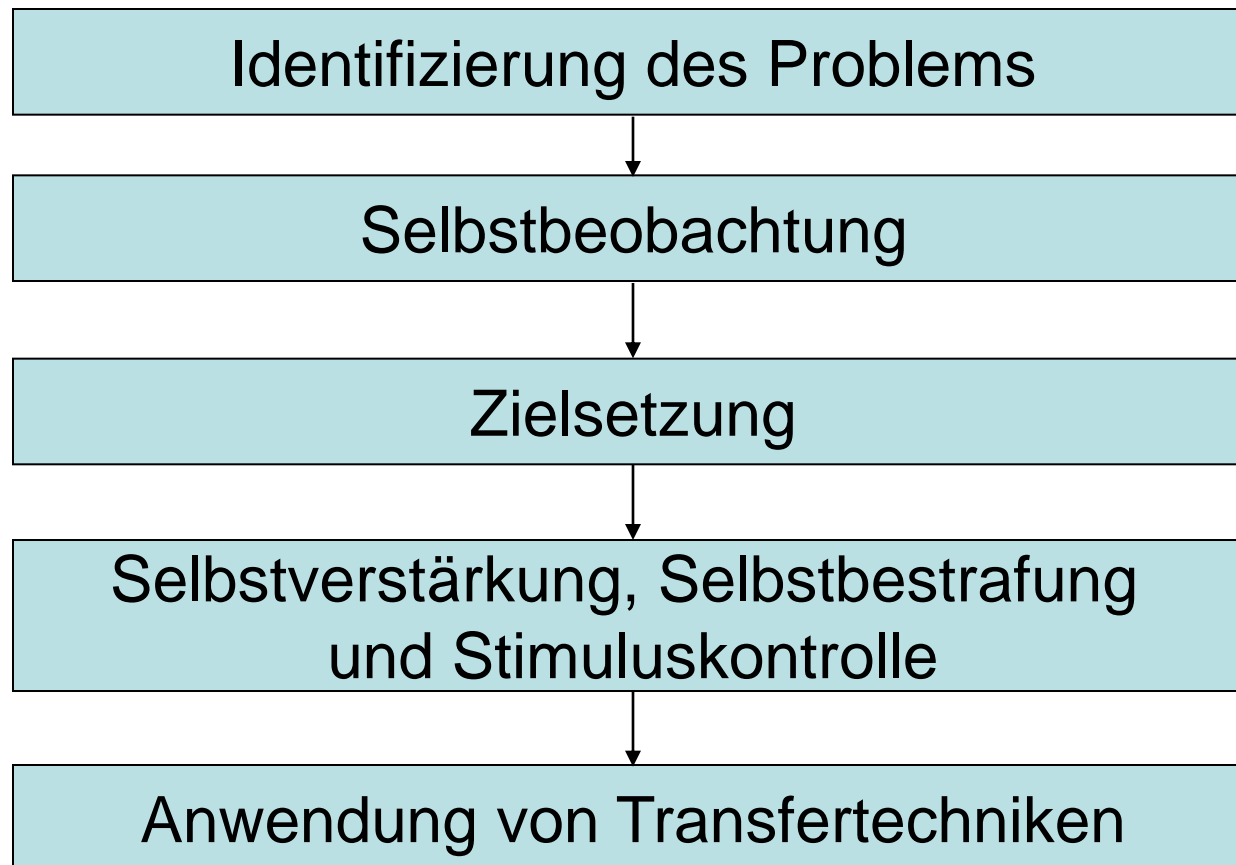 Identifizierung des Problems
Selbstbeobachtung
Zielsetzung
Selbstverstärkung, Selbstbestrafung
und Stimuluskontrolle
Anwendung von Transfertechniken